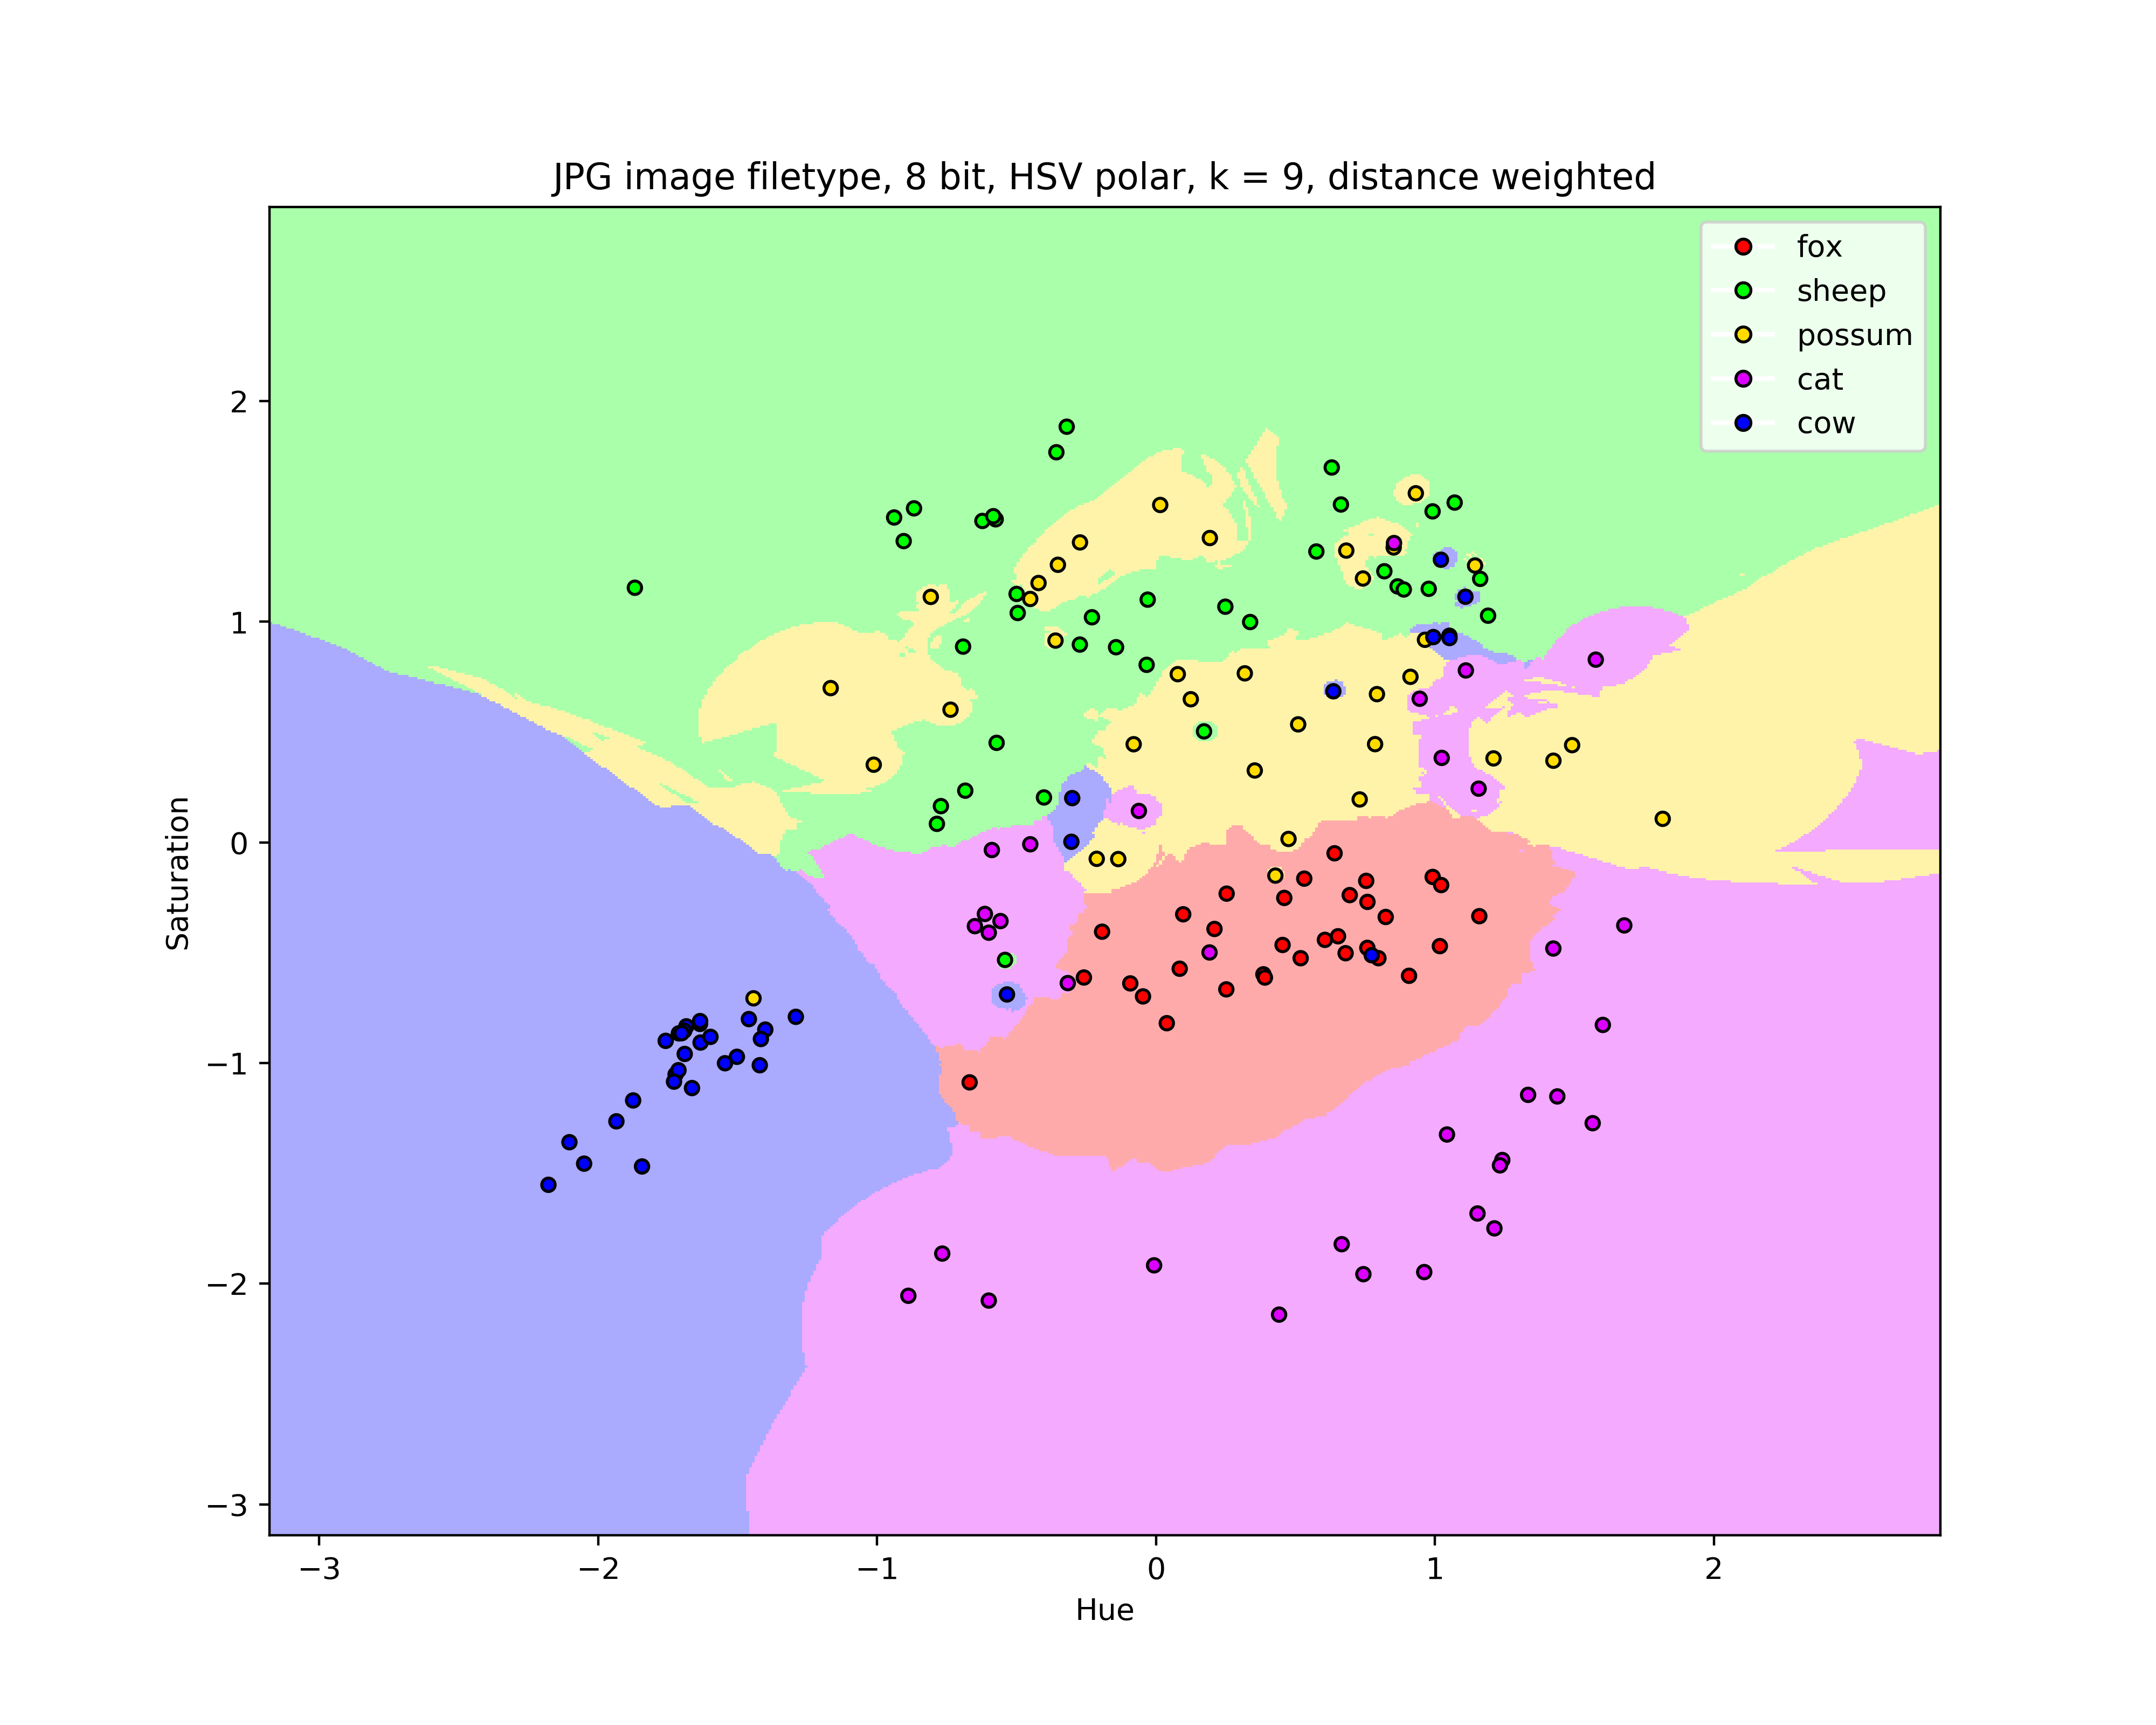 JPG image filetype, 8 bit, HSV polar, k = 9, distance weighted
fox
sheep
possum
cat
cow
2
1
0
−1
−2
−3
Saturation
−3
−2
−1
0
1
2
Hue